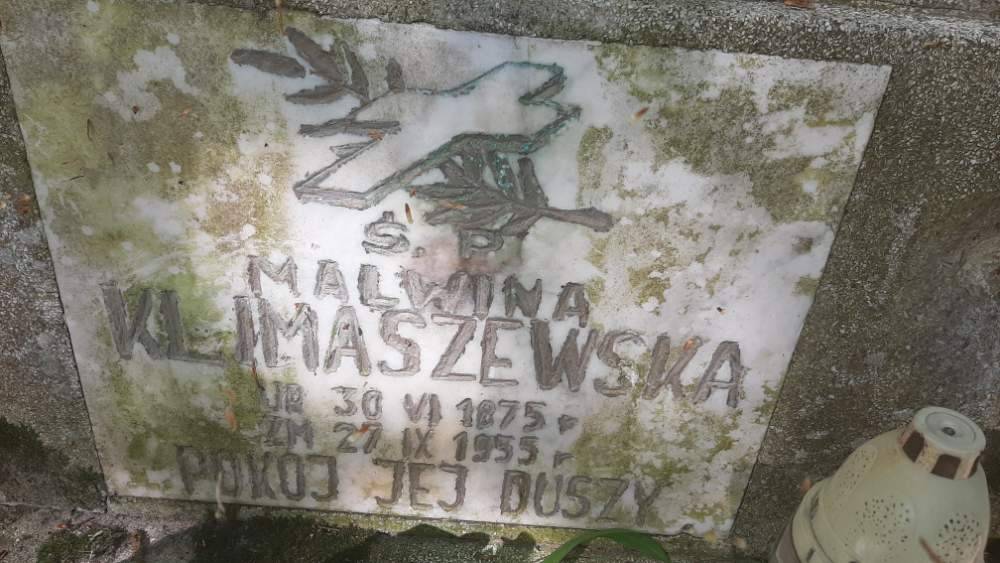 Ś. P.
MALWINA
KLIMASZEWSKA
UR 30 VI 1875 r
ZM 27 IX 1955 r
POKÓJ JEJ DUSZY